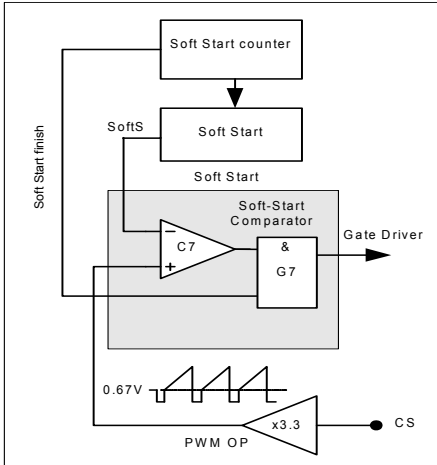 Soft Start counter
Soft Start finish
SoftS
Soft Start
Soft Start
Soft-Start
Comparator
Gate Driver
−
C7
+
&
G7
0.67V
x3.3
CS
PWM OP